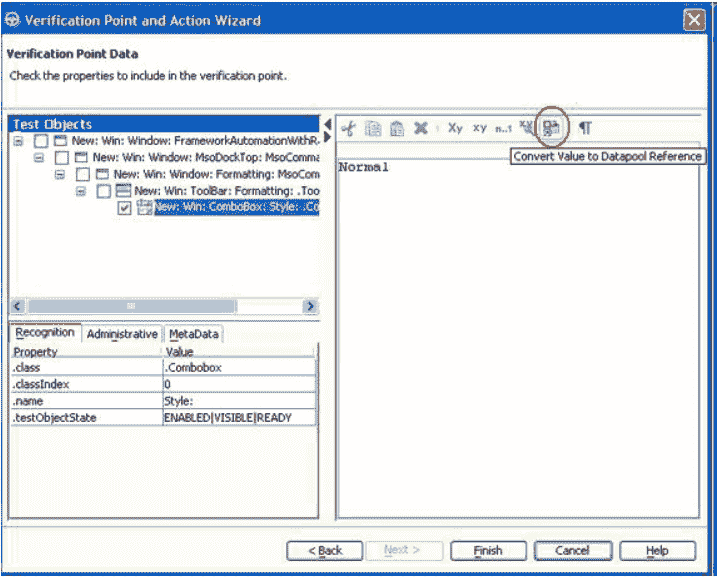 Verification Point and Action Wizard
Verification Point Data
Check the properties to include in the verification point.
Test Objects
New: Win: Window: FrameworkAutomationWithR
New: Win: Window: MsoDockTop: MsoComma
New: Win: Window: Formatting: MsoCom
New: Win: ToolBar: Formatting: .Too
New: Win: ComboBox: Style: .Co
Xy xy n..1
Convert Value to Datapool Reference
Normal
Recognition Administrative MetaData
Property Value
.class .Combobox
.classIndex 0
.name Style:
.testObjectState ENABLED|VISIBLE|READY
< Back Next > Finish Cancel Help